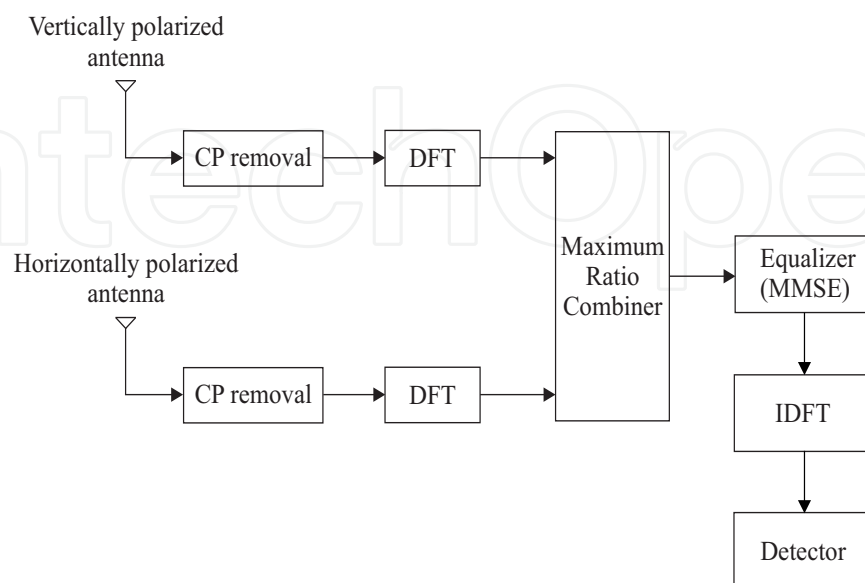 Vertically polarized
antenna
CP removal
DFT
Horizontally polarized
antenna
CP removal
DFT
Maximum
Ratio
Combiner
Equalizer
(MMSE)
IDFT
Detector
ntechOpe